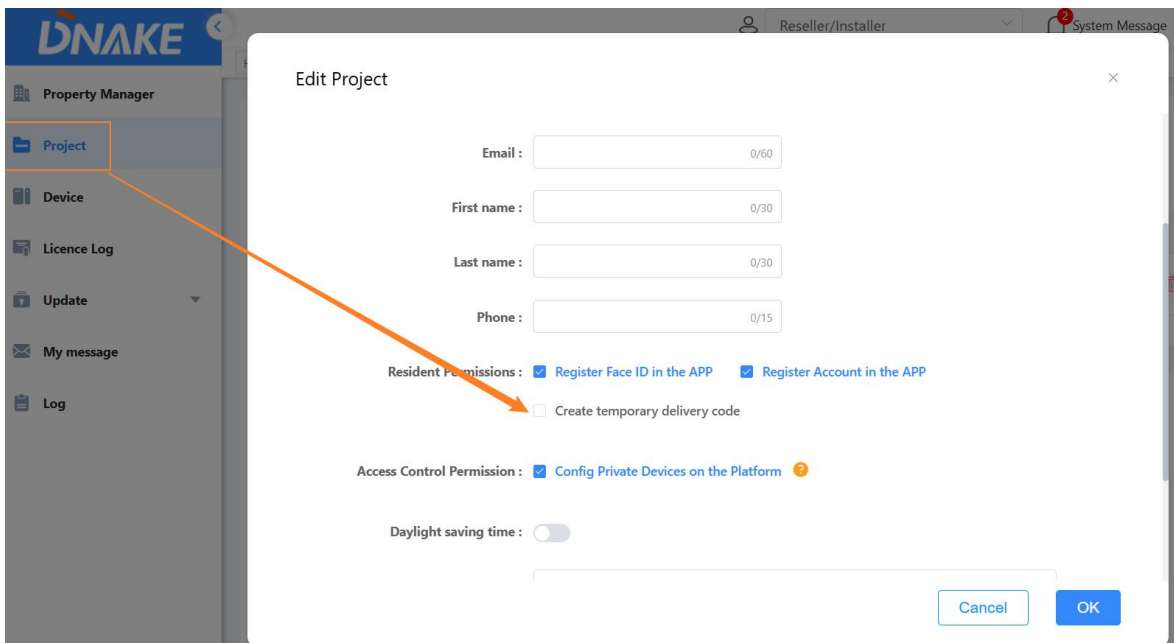 DNAKE
Reseller/Installer
2
System Message
Property Manager
Project
Device
Licence Log
Update
My message
Log
Edit Project
Email :
0/60
First name :
0/30
Last name :
0/30
Phone :
0/15
Resident Permissions : Register Face ID in the APP Register Account in the APP
Create temporary delivery code
Access Control Permission : Config Private Devices on the Platform ?
Daylight saving time :
Cancel OK